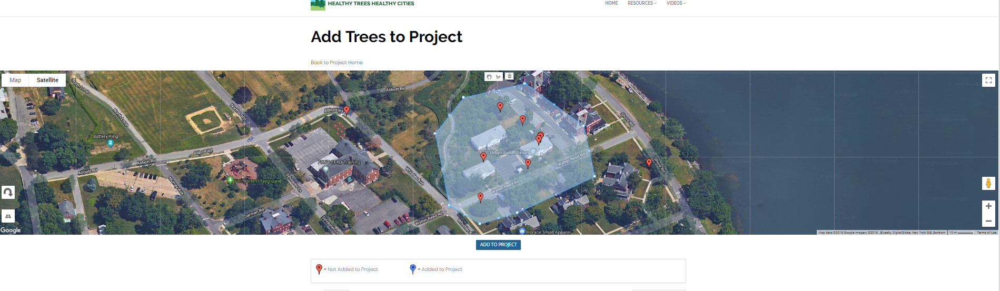 HEALTHY TREES HEALTHY CITIES
HOME RESOURCES VIDEOS
Add Trees to Project
Back to Project Home
Map Satellite
North Loop
North Loop
North Loop
Abbott Rd
Abbott Rd
Shore Rd
Battery King
Urban Field Station
Abbott Rd
Abbott Rd
Abbott Rd
FDNY CFRD Training
Walter Reed Rd
Shore Rd
Murray Ave
Fort Totten Playground
Sylvester Ln
Whistler Ave
Walter Reed Rd
Jarman Rd
Sylvester Ln
Walter Reed Rd
Whistler A
Horace Small Apparel
Google
Map data ©2018 Google Imagery ©2018 , Bluesky, DigitalGlobe, New York GIS, Sanborn 10 m Terms of Use
ADD TO PROJECT
= Not Added to Project = Added to Project